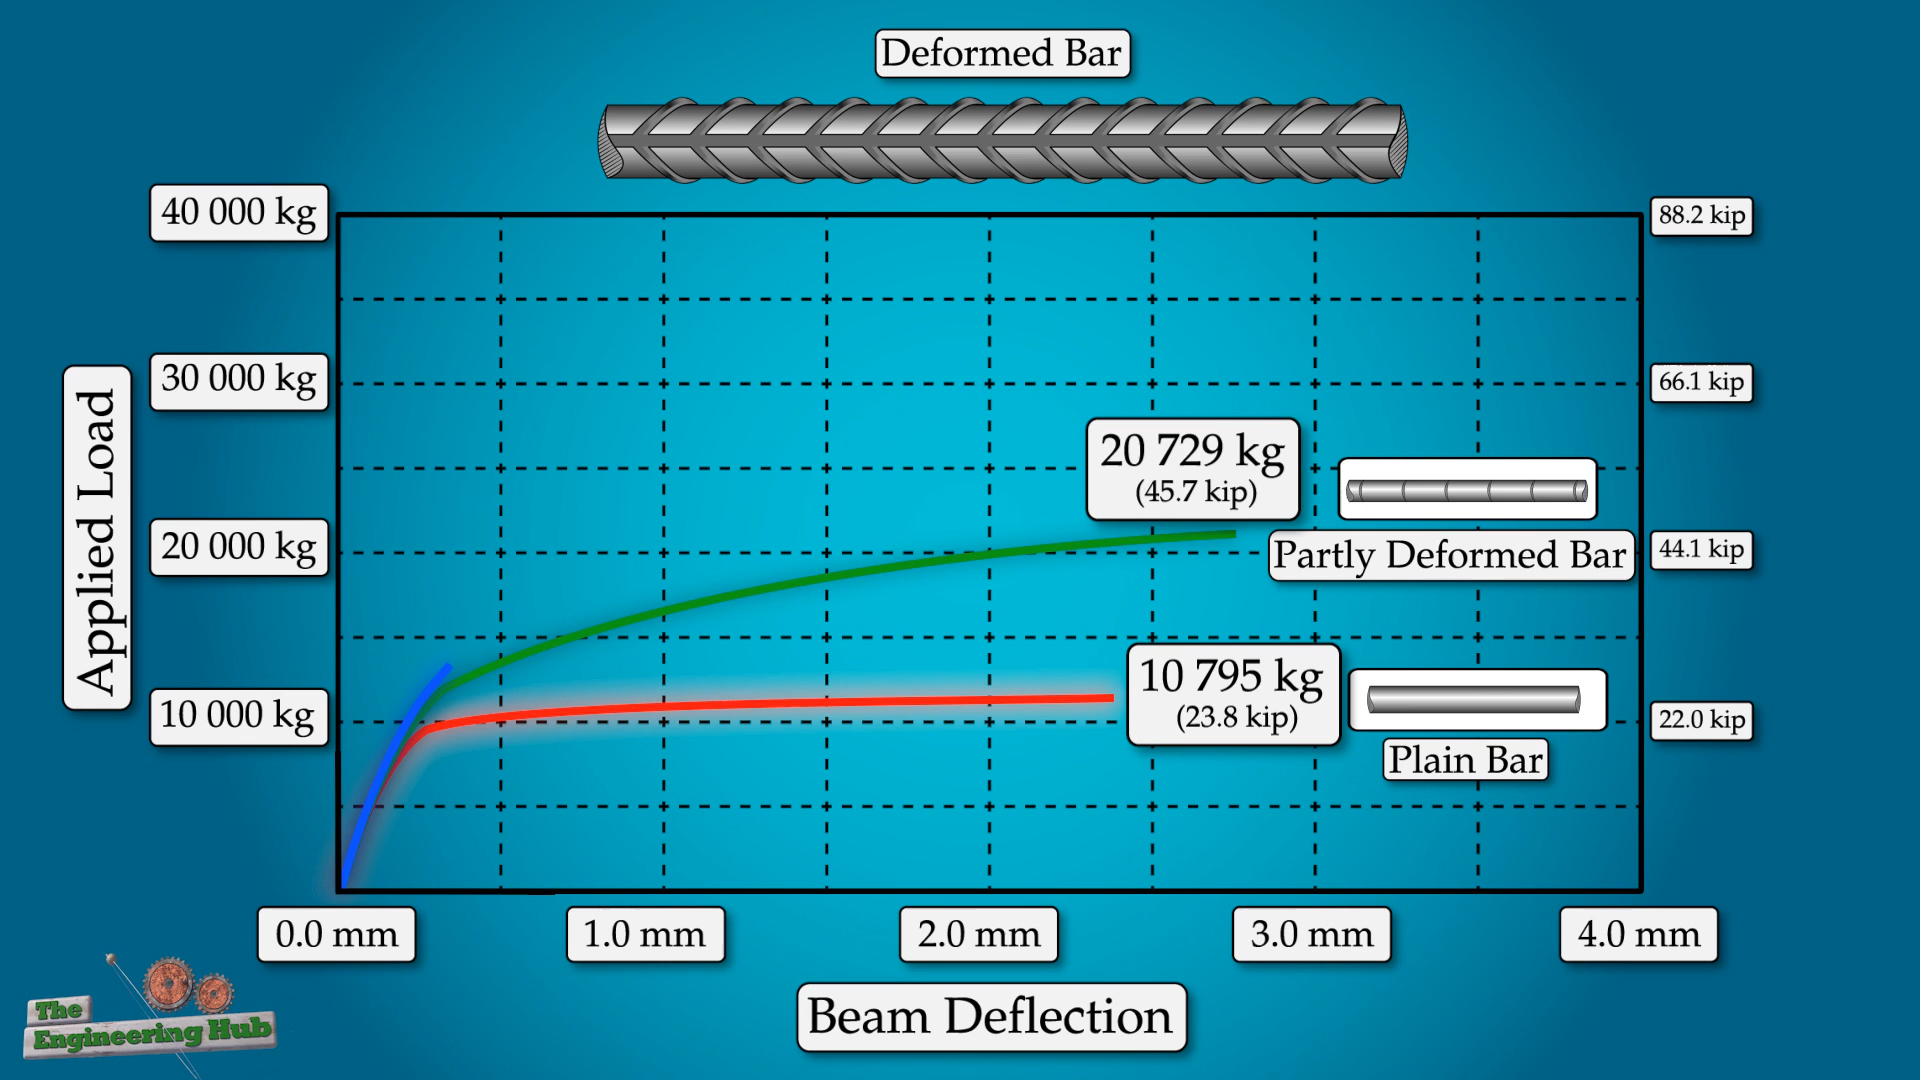 Deformed Bar
40 000 kg
88.2 kip
30 000 kg
66.1 kip
Applied Load
20 729 kg
(45.7 kip)
20 000 kg
Partly Deformed Bar
44.1 kip
10 795 kg
(23.8 kip)
10 000 kg
22.0 kip
Plain Bar
0.0 mm
1.0 mm
2.0 mm
3.0 mm
4.0 mm
Beam Deflection
The
Engineering Hub